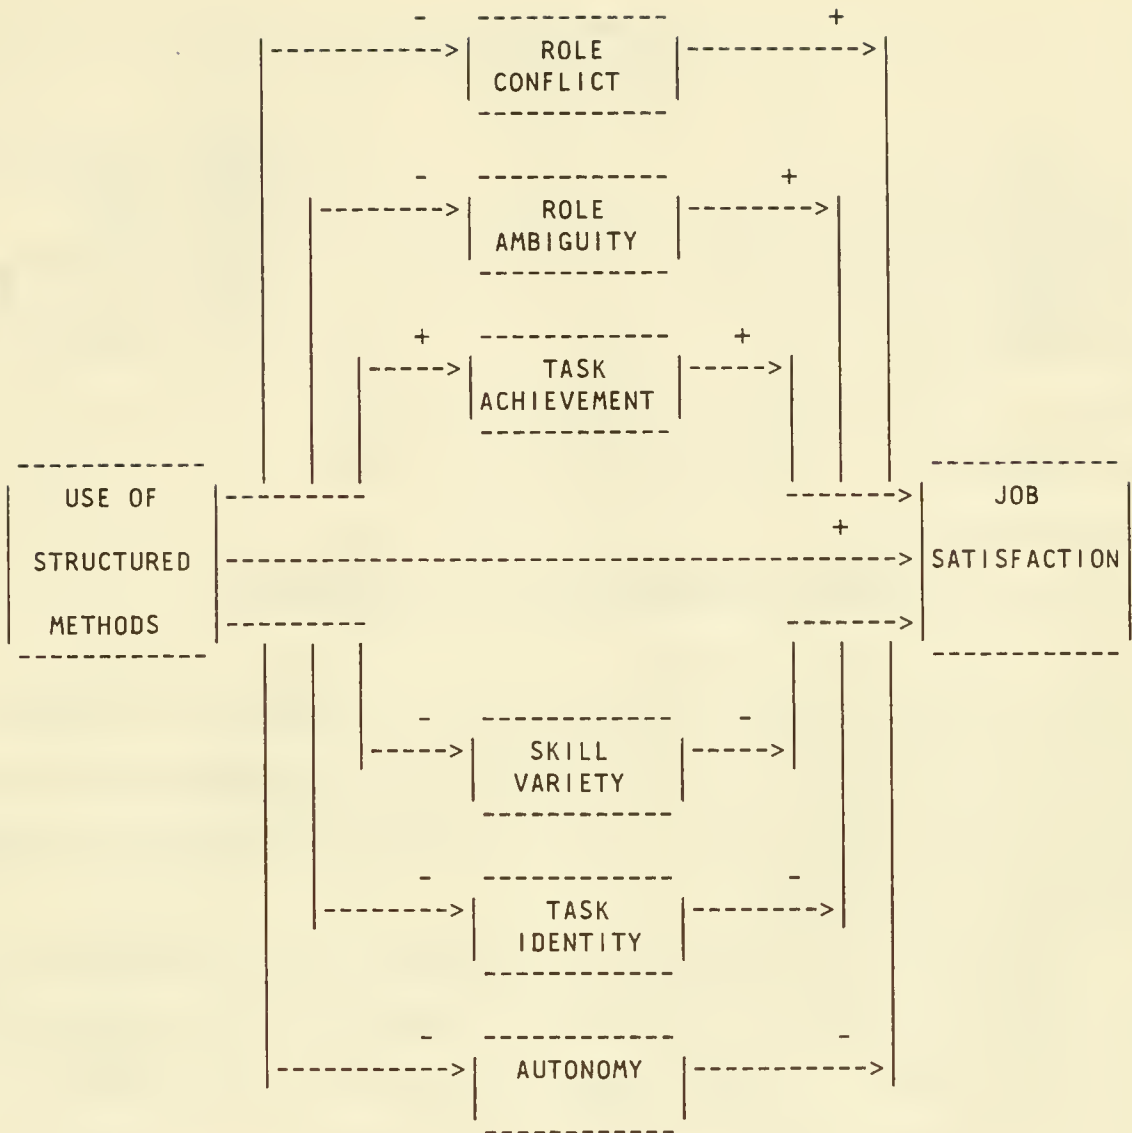 - +
ROLE
CONFLICT
- +
ROLE
AMBIGUITY
+ +
TASK
ACHIEVEMENT
USE OF
STRUCTURED
METHODS
+
JOB
SATISFACTION
- -
SKILL
VARIETY
- -
TASK
IDENTITY
- -
AUTONOMY